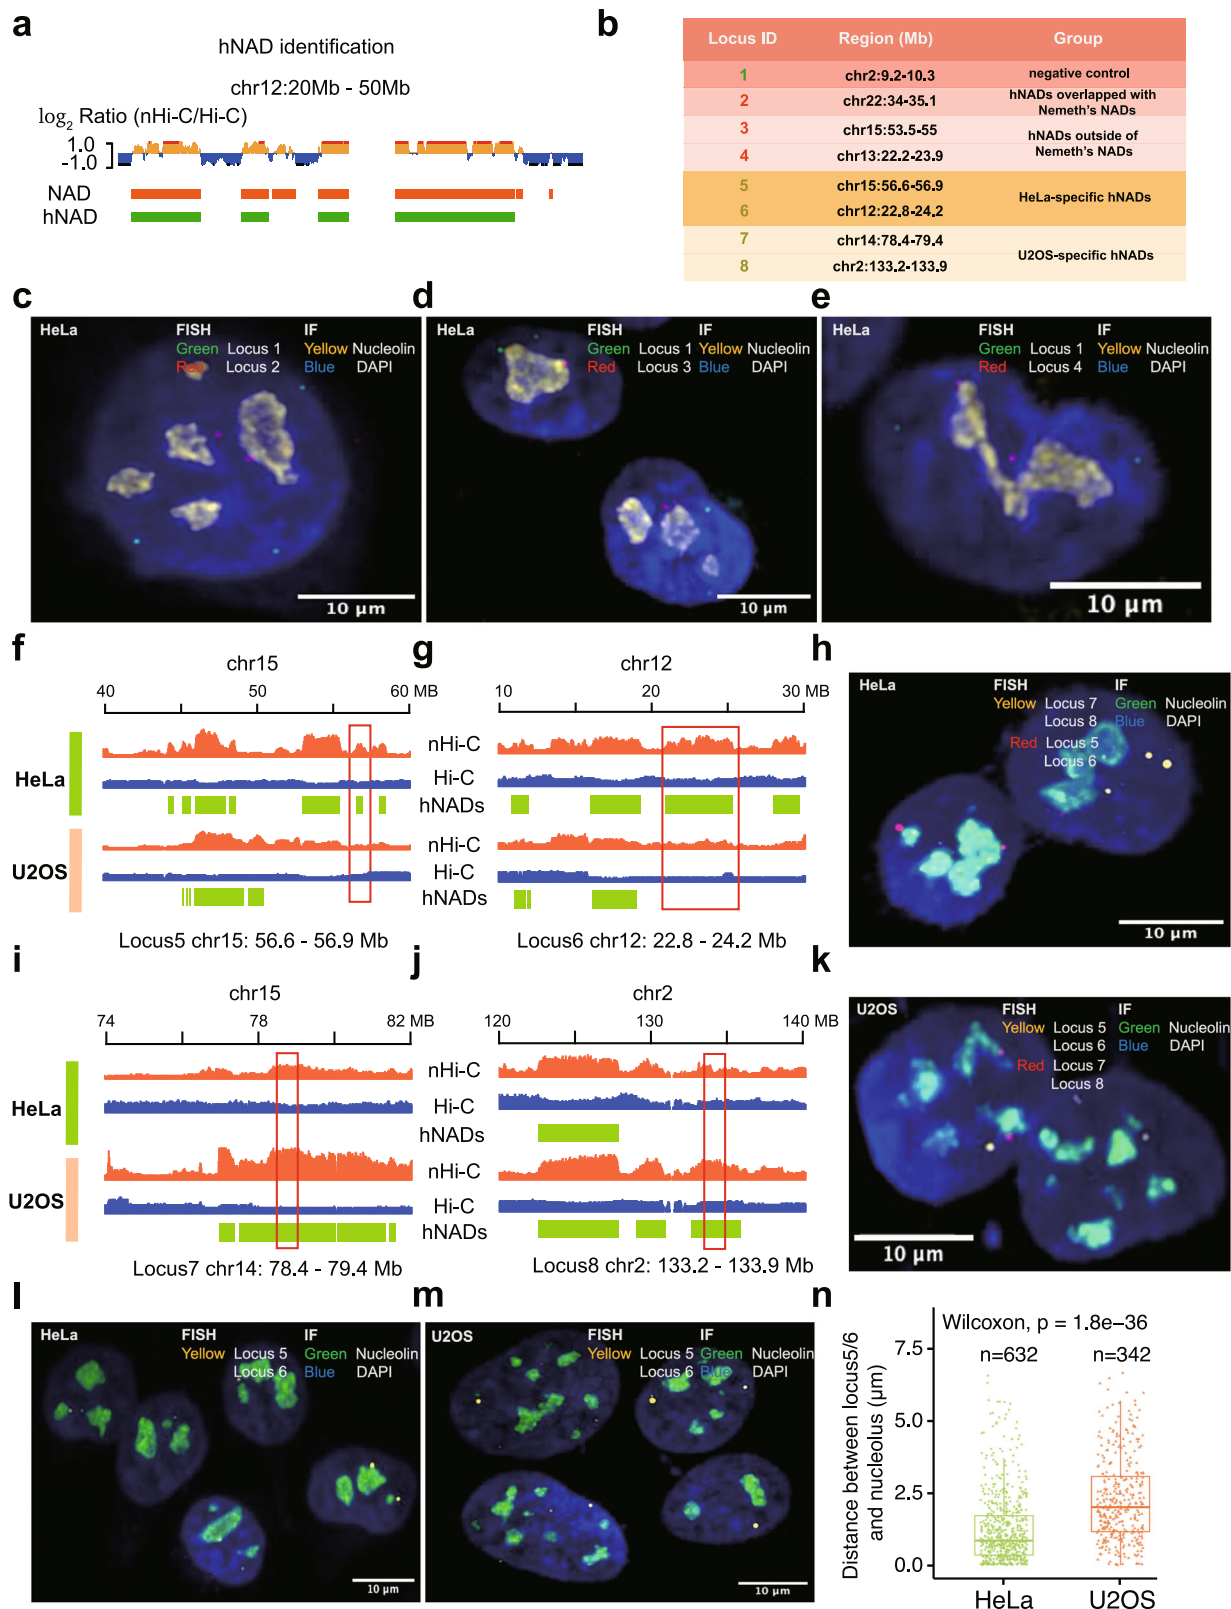 a
hNAD identification
chr12:20Mb - 50Mb
log2 Ratio (nHi-C/Hi-C)
1.0
-1.0
NAD
hNAD
b
Locus ID Region (Mb) Group
1 chr2:9.2-10.3 negative control
2 chr22:34-35.1 hNADs overlapped with Nemeth's NADs
3 chr15:53.5-55 hNADs outside of Nemeth's NADs
4 chr13:22.2-23.9
5 chr15:56.6-56.9 HeLa-specific hNADs
6 chr12:22.8-24.2
7 chr14:78.4-79.4 U2OS-specific hNADs
8 chr2:133.2-133.9
c
HeLa FISH IF
Green Locus 1 Yellow Nucleolin
Red Locus 2 Blue DAPI
10 μm
d
HeLa FISH IF
Green Locus 1 Yellow Nucleolin
Red Locus 3 Blue DAPI
10 μm
e
HeLa FISH IF
Green Locus 1 Yellow Nucleolin
Red Locus 4 Blue DAPI
10 μm
f
chr15
40 50 60 MB
HeLa
U2OS
Locus5 chr15: 56.6 - 56.9 Mb
g
chr12
10 20 30 MB
nHi-C
Hi-C
hNADs
nHi-C
Hi-C
hNADs
Locus6 chr12: 22.8 - 24.2 Mb
h
HeLa FISH IF
Yellow Locus 7 Green Nucleolin
Locus 8 Blue DAPI
Red Locus 5
Locus 6
10 μm
i
chr15
74 78 82 MB
HeLa
U2OS
Locus7 chr14: 78.4 - 79.4 Mb
j
chr2
120 130 140 MB
nHi-C
Hi-C
hNADs
nHi-C
Hi-C
hNADs
Locus8 chr2: 133.2 - 133.9 Mb
k
U2OS FISH IF
Yellow Locus 5 Green Nucleolin
Locus 6 Blue DAPI
Red Locus 7
Locus 8
10 μm
l
HeLa FISH IF
Yellow Locus 5 Green Nucleolin
Locus 6 Blue DAPI
10 μm
m
U2OS FISH IF
Yellow Locus 5 Green Nucleolin
Locus 6 Blue DAPI
10 μm
n
Wilcoxon, p = 1.8e−36
n=632 n=342
Distance between locus5/6
and nucleolus (μm)
7.5
5.0
2.5
0.0
HeLa U2OS